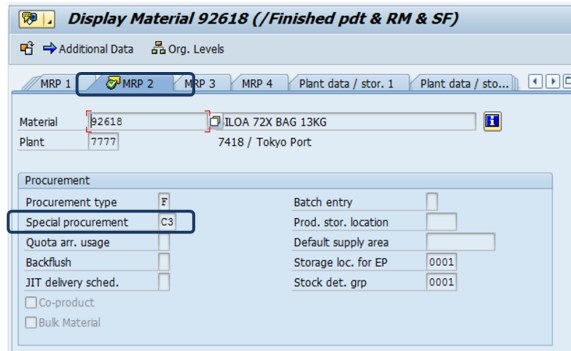 Display Material 92618 (/Finished pdt & RM & SF)
Additional Data Org. Levels
MRP 1 MRP 2 MRP 3 MRP 4 Plant data / stor. 1 Plant data / sto...
Material 92618 ILOA 72X BAG 13KG
Plant 7777 7418 / Tokyo Port
Procurement
Procurement type F Batch entry
Special procurement C3 Prod. stor. location
Quota arr. usage Default supply area
Backflush Storage loc. for EP 0001
JIT delivery sched. Stock det. grp 0001
Co-product
Bulk Material